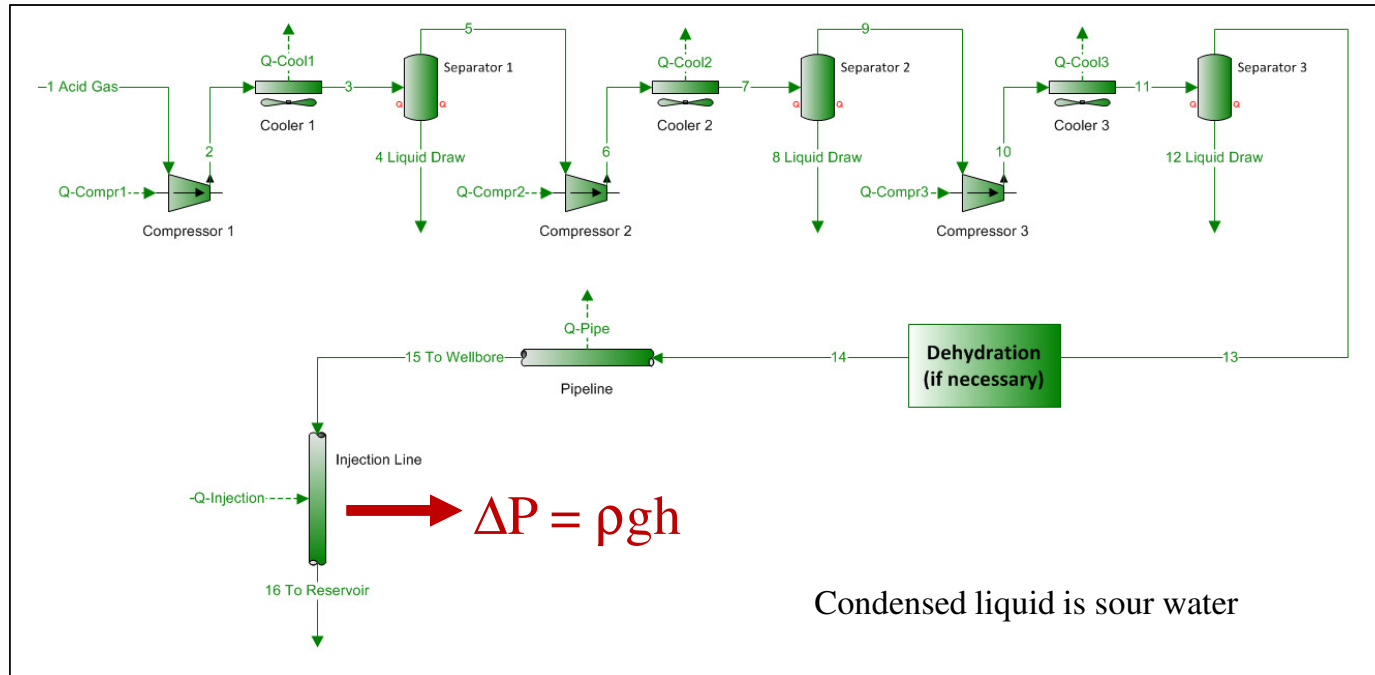 Q-Cool1
5
Q-Cool2
9
Q-Cool3
–1 Acid Gas
3
Separator 1
7
Separator 2
11
Separator 3
Q
Q
Q
Q
Q
Q
Cooler 1
Cooler 2
Cooler 3
2
4 Liquid Draw
6
8 Liquid Draw
10
12 Liquid Draw
Q-Compr1
Q-Compr2
Q-Compr3
Compressor 1
Compressor 2
Compressor 3
Q-Pipe
15 To Wellbore
14
Dehydration
(if necessary)
13
Pipeline
Injection Line
Q-Injection
ΔP = ρgh
16 To Reservoir
Condensed liquid is sour water